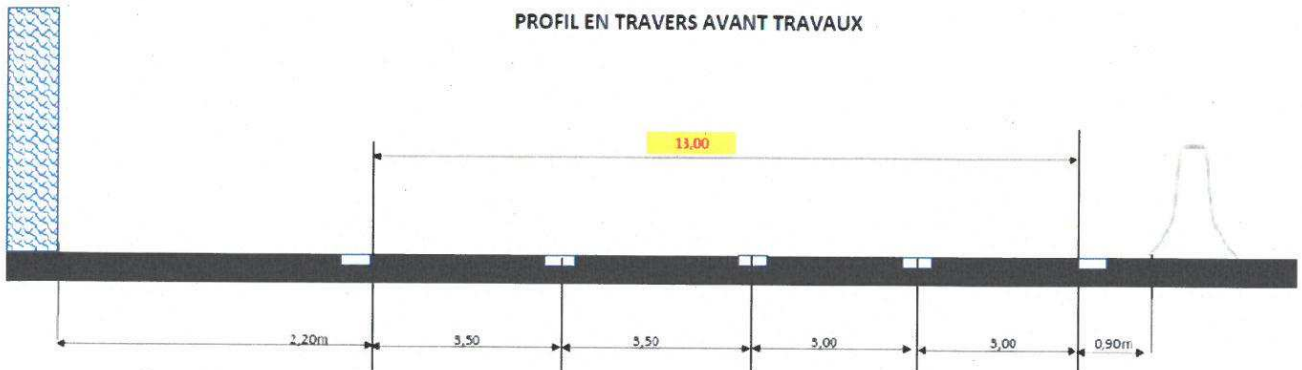 PROFIL EN TRAVERS AVANT TRAVAUX
13,00
2,20m 3,50 3,50 3,00 3,00 0,90m